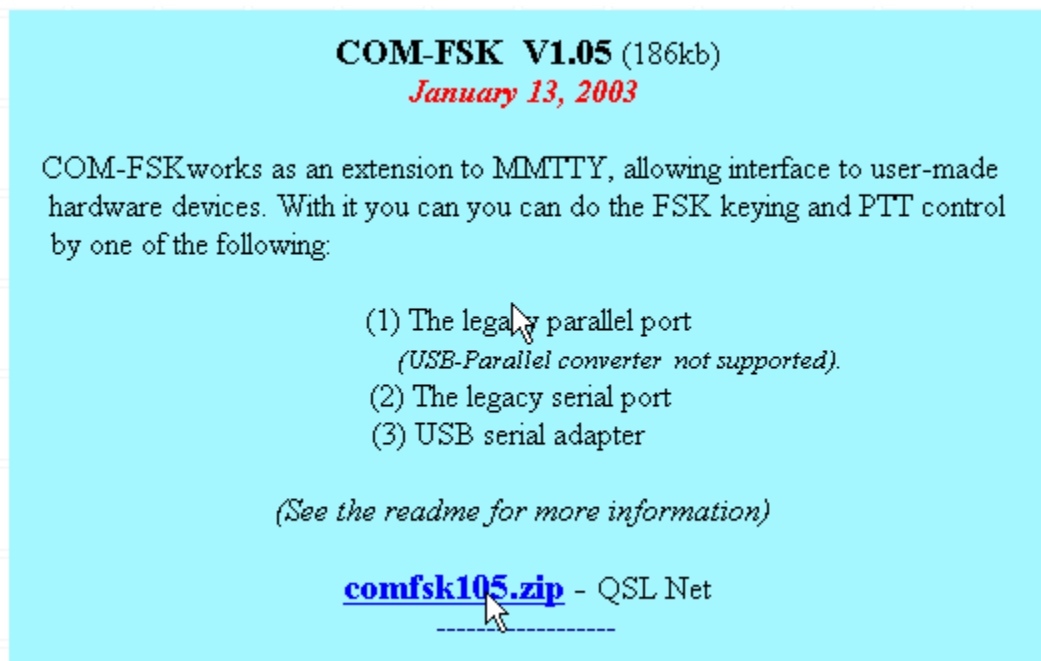 COM-FSK V1.05 (186kb)
January 13, 2003
COM-FSKworks as an extension to MMTTY, allowing interface to user-made
hardware devices. With it you can you can do the FSK keying and PTT control
by one of the following:
(1) The legacy parallel port
(USB-Parallel converter not supported).
(2) The legacy serial port
(3) USB serial adapter
(See the readme for more information)
comfsk105.zip - QSL Net
------------------